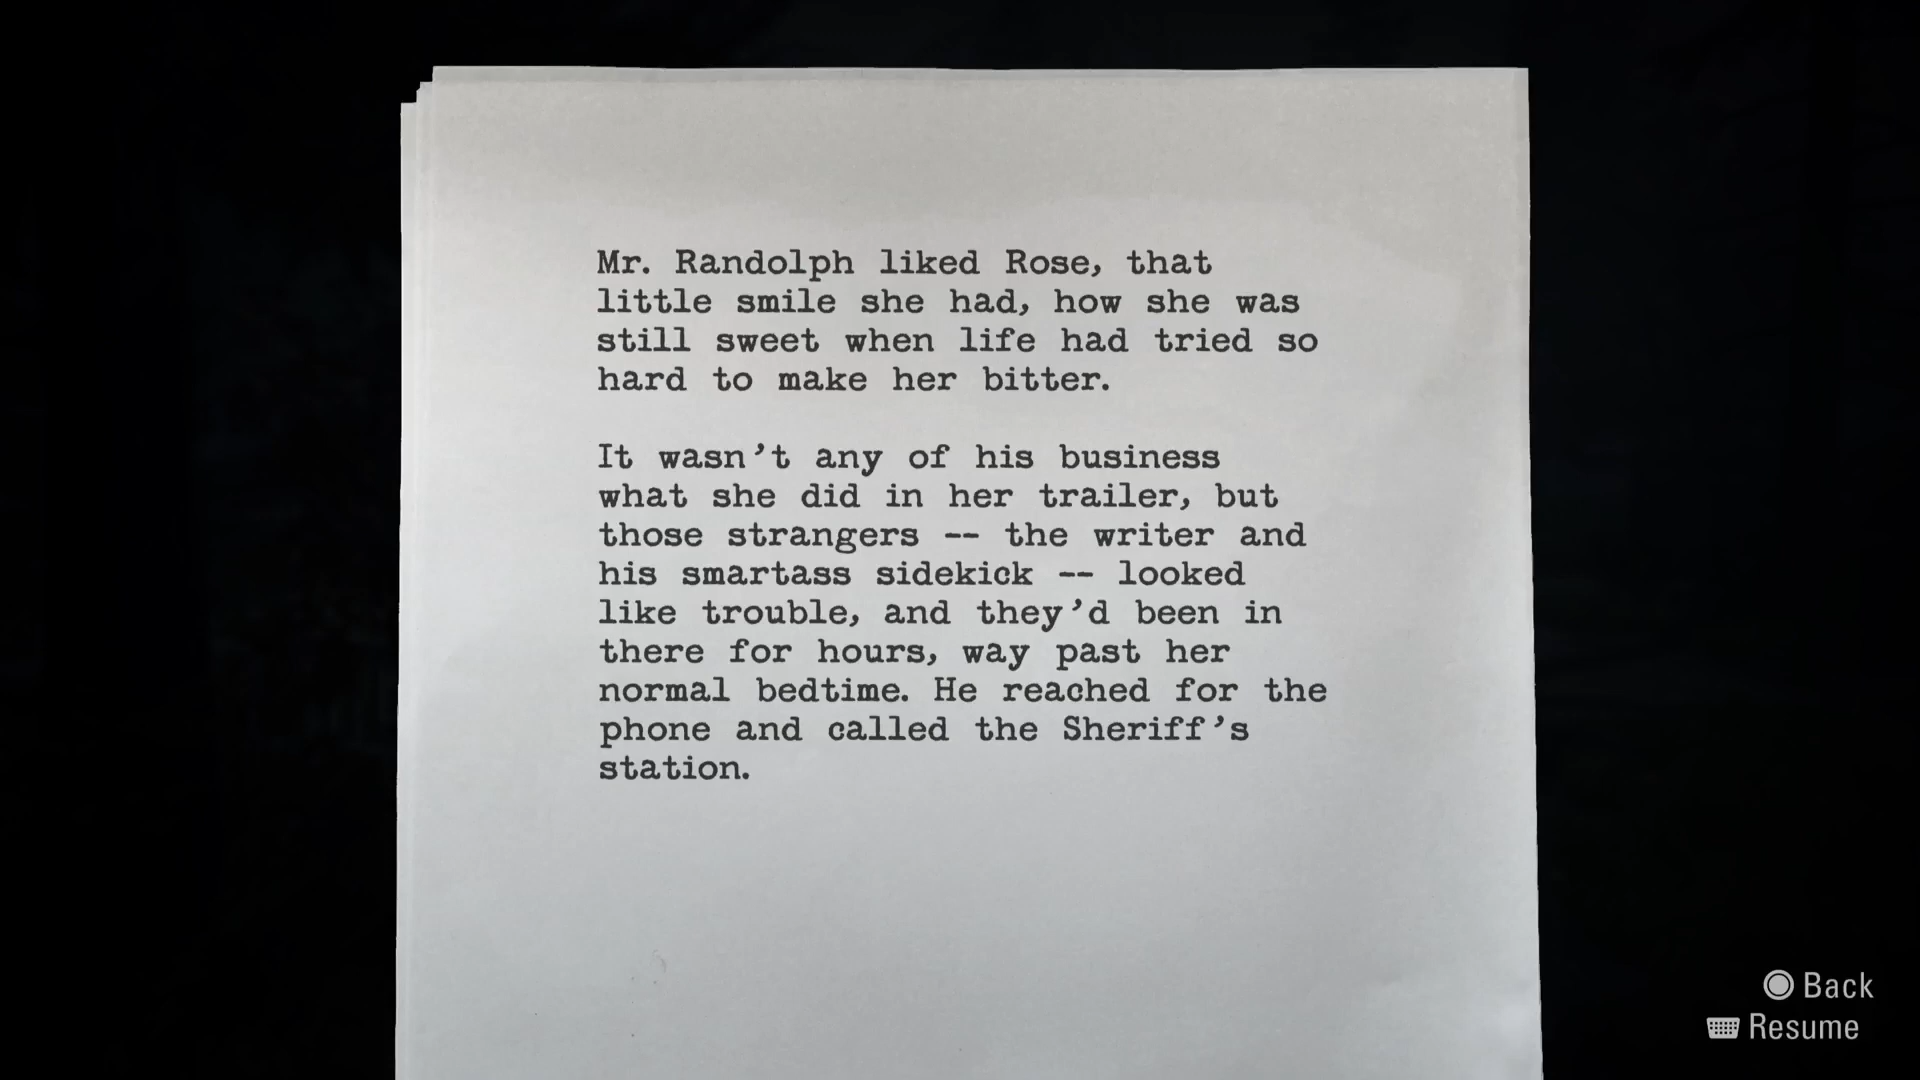 Mr. Randolph liked Rose, that
little smile she had, how she was
still sweet when life had tried so
hard to make her bitter.
It wasn't any of his business
what she did in her trailer, but
those strangers -- the writer and
his smartass sidekick -- looked
like trouble, and they'd been in
there for hours, way past her
normal bedtime. He reached for the
phone and called the Sheriff's
station.
Back
Resume